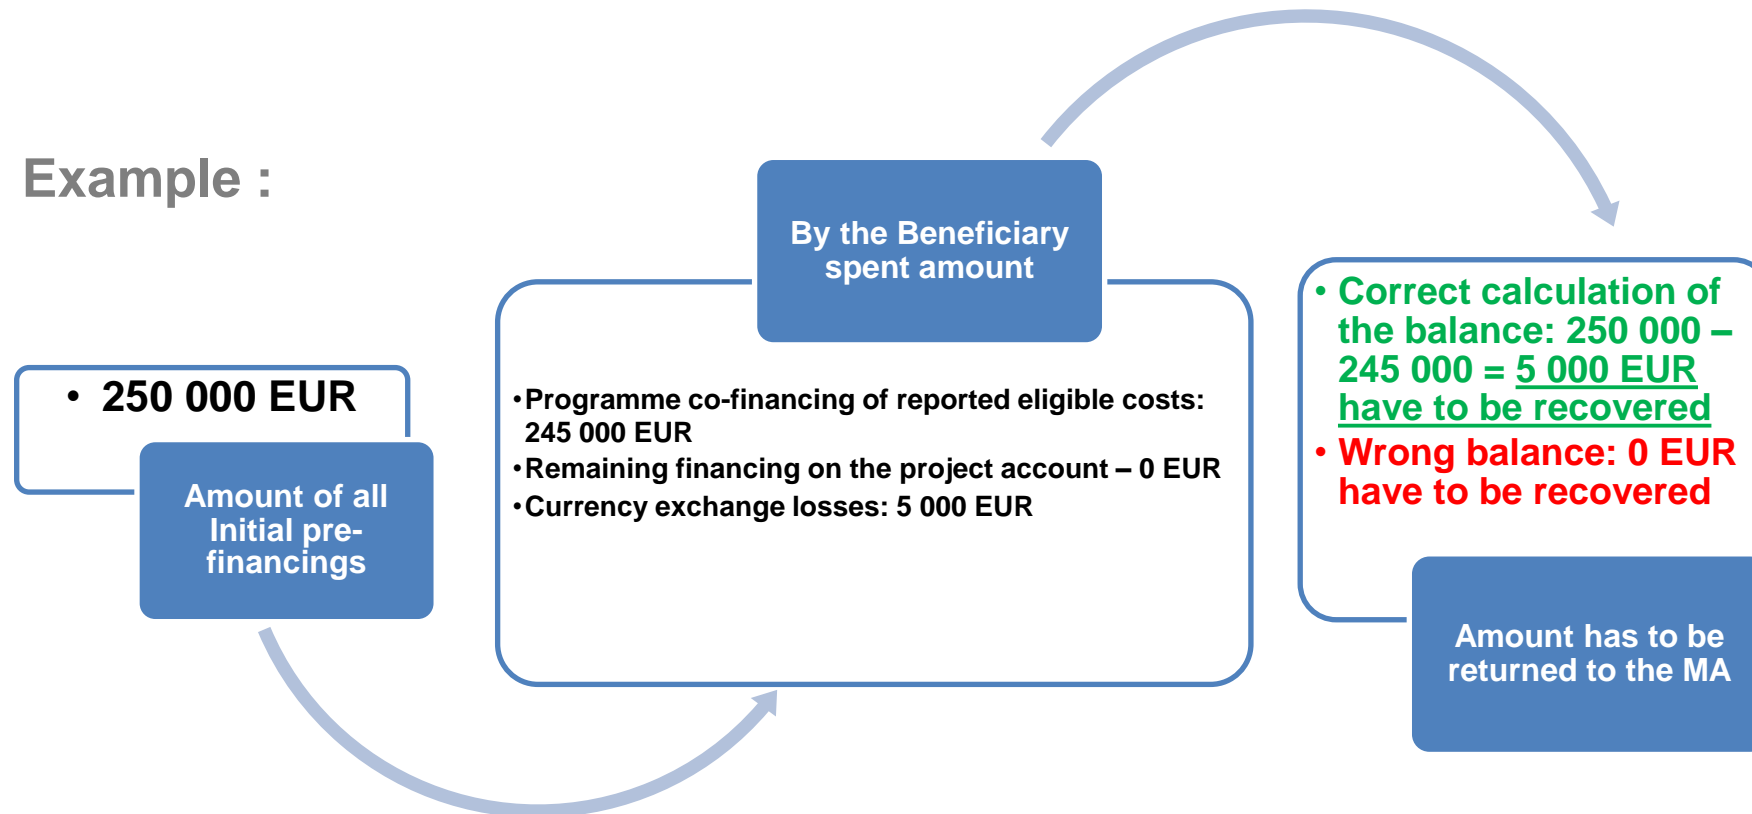 Example :
• 250 000 EUR
Amount of all
Initial pre-
financings
By the Beneficiary
spent amount
•Programme co-financing of reported eligible costs:
245 000 EUR
•Remaining financing on the project account – 0 EUR
•Currency exchange losses: 5 000 EUR
• Correct calculation of
the balance: 250 000 –
245 000 = 5 000 EUR
have to be recovered
• Wrong balance: 0 EUR
have to be recovered
Amount has to be
returned to the MA